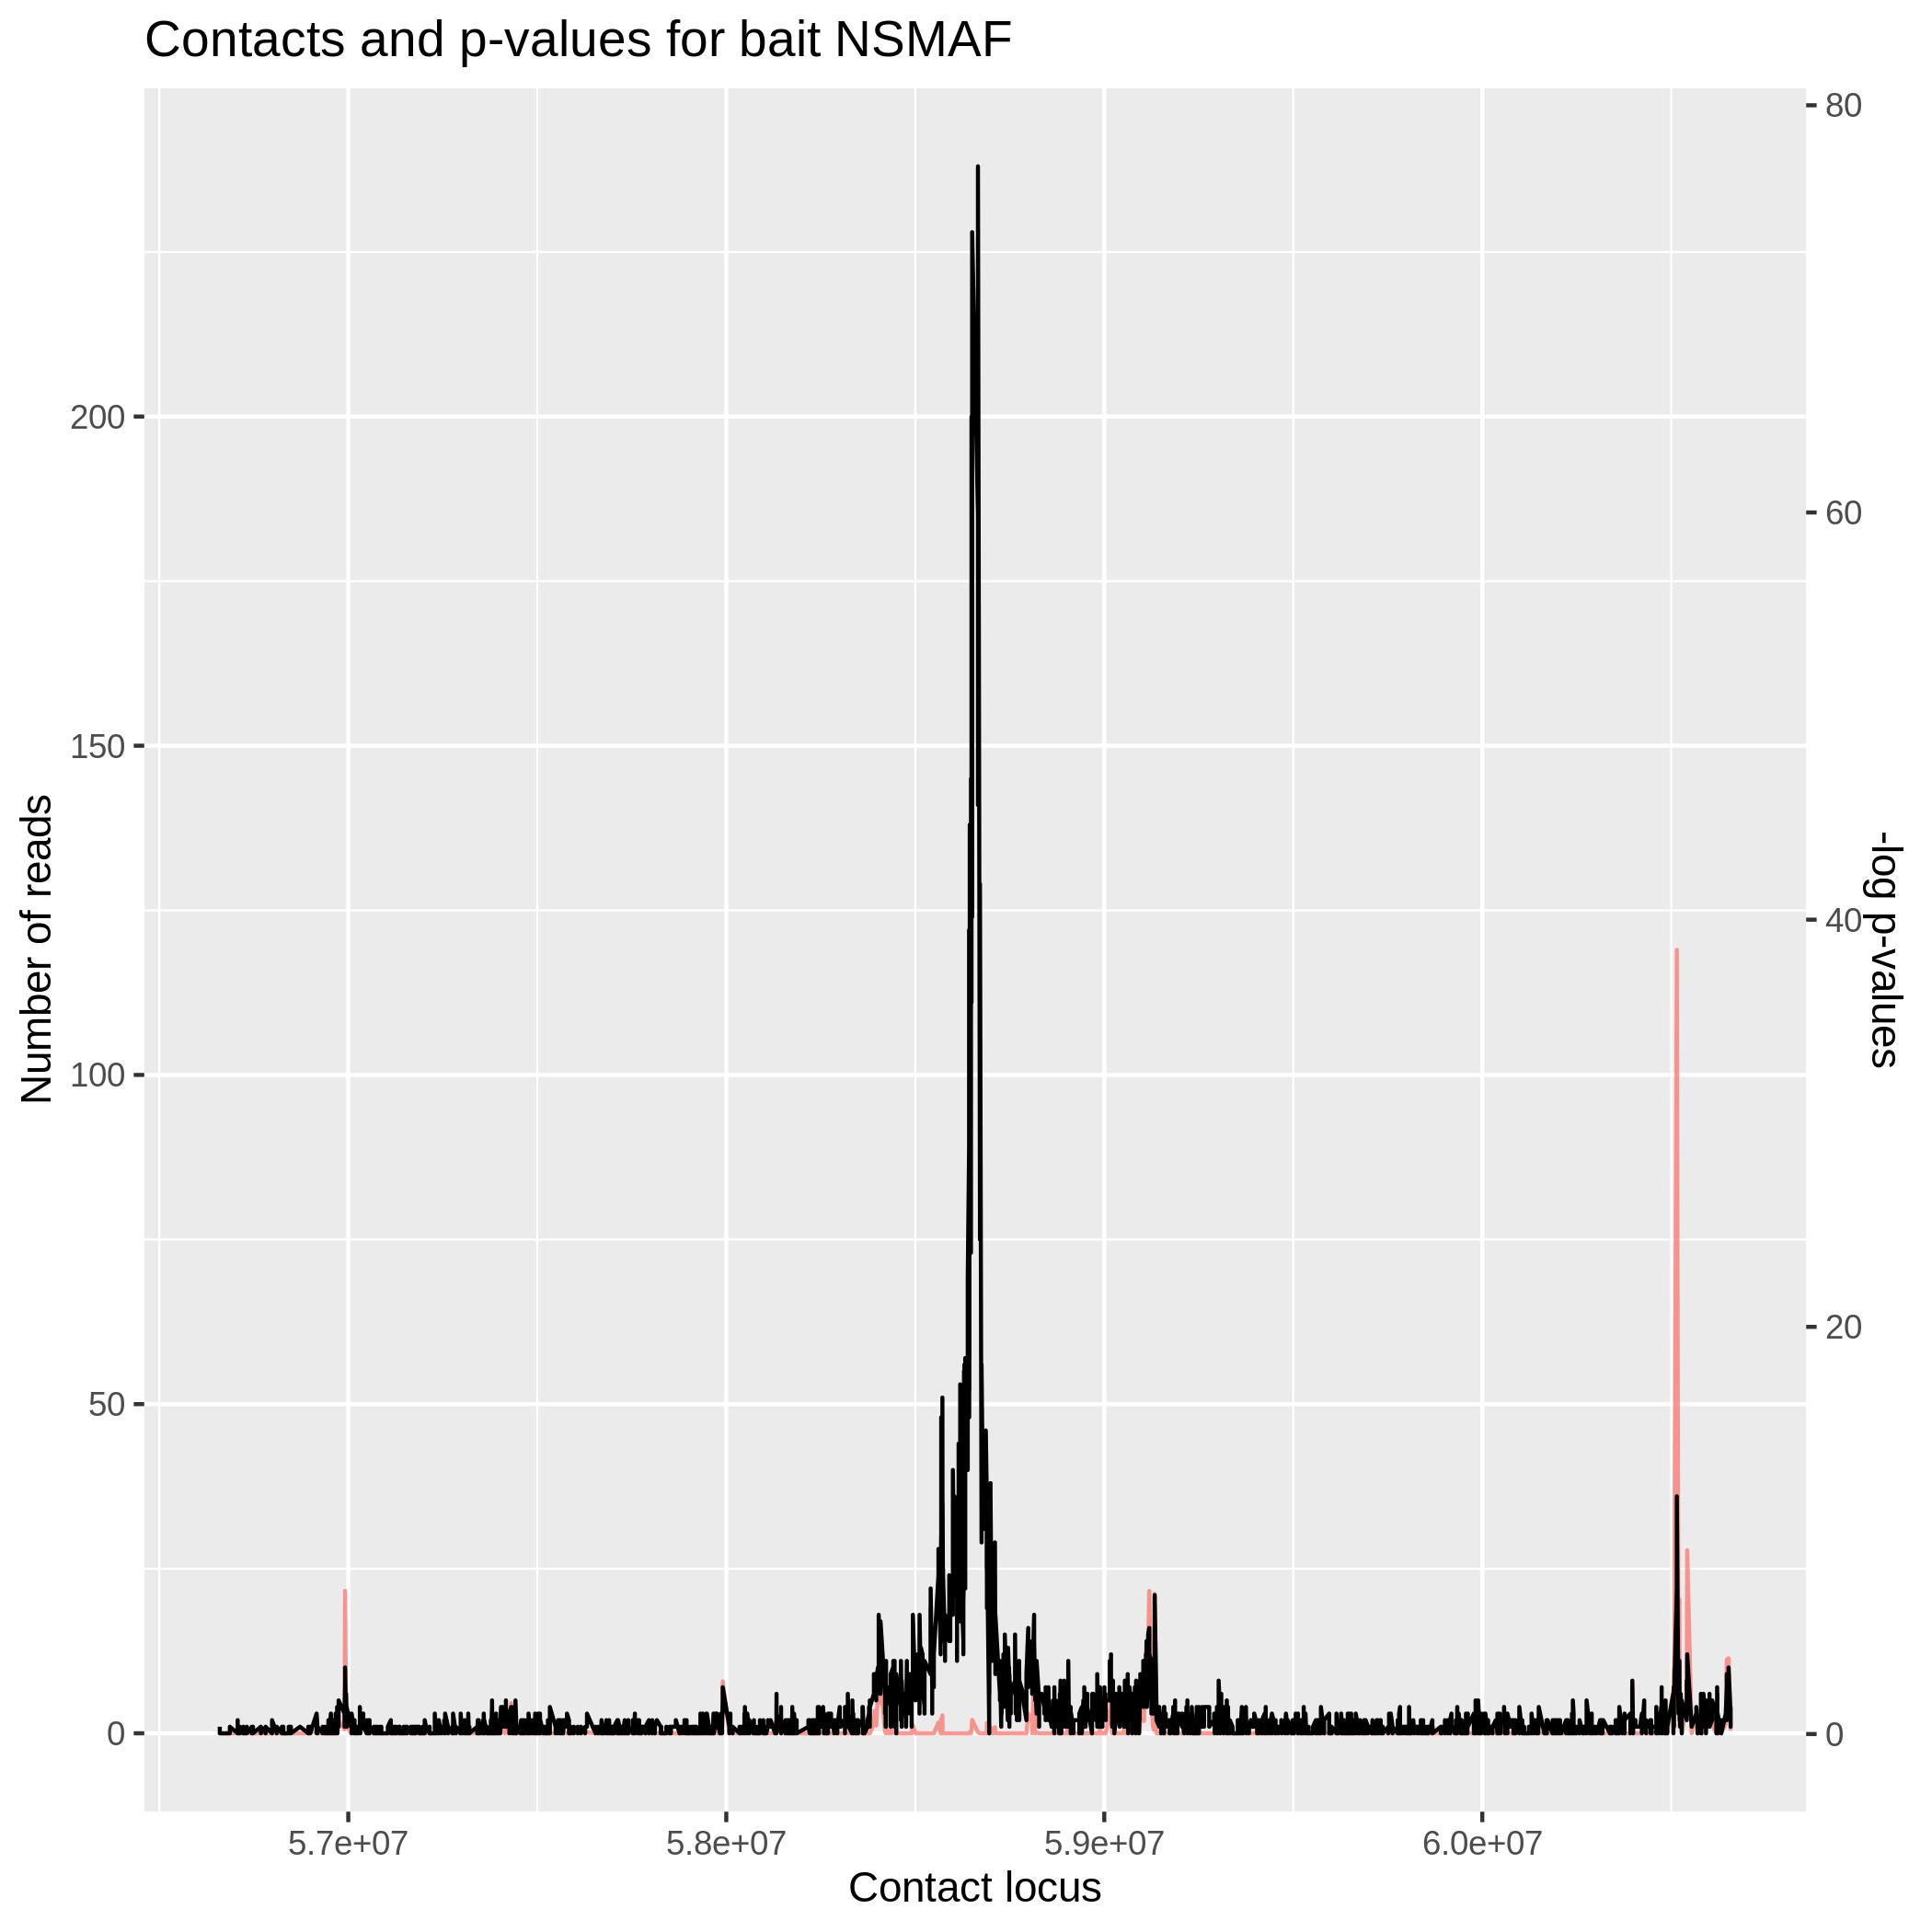 Contacts and p-values for bait NSMAF
Number of reads
200
150
100
50
0
80
60
40
20
0
-log p-values
5.7e+07
5.8e+07
5.9e+07
6.0e+07
Contact locus